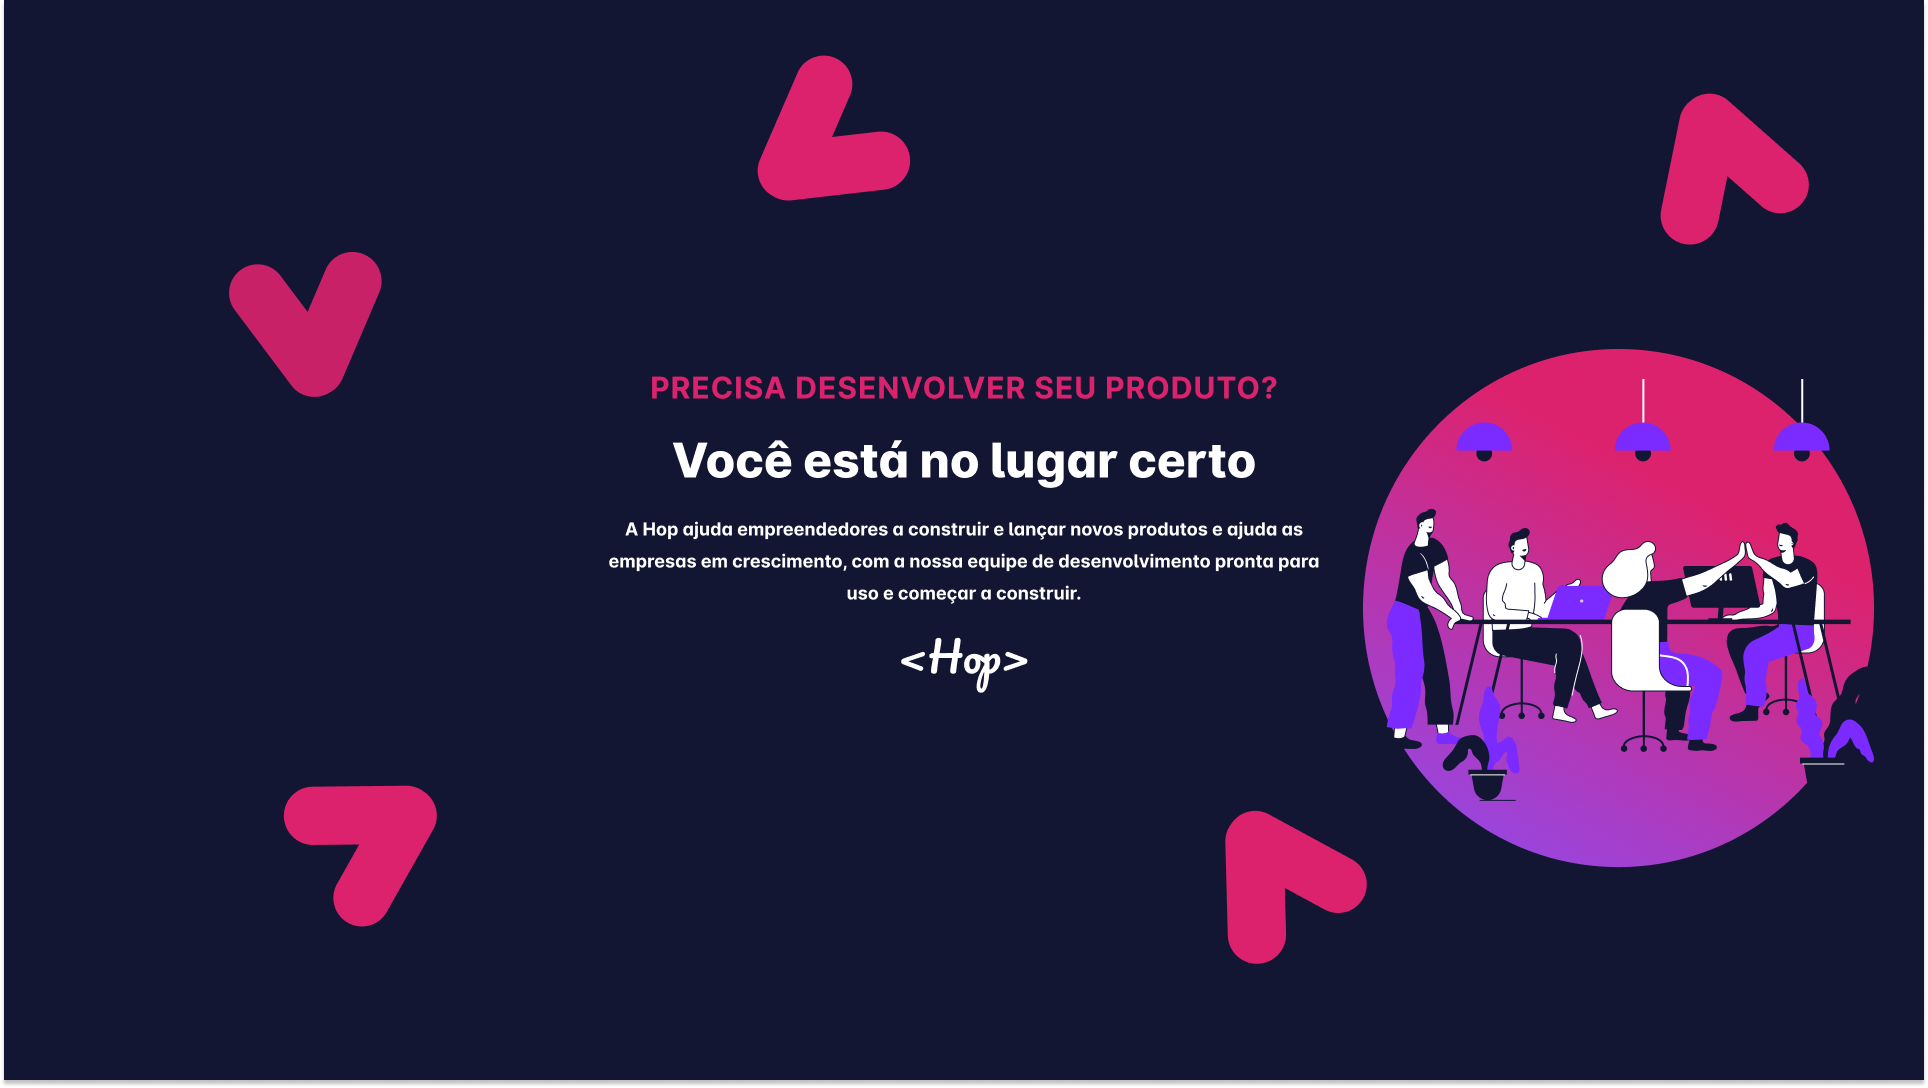 PRECISA DESENVOLVER SEU PRODUTO?
Você está no lugar certo
A Hop ajuda empreendedores a construir e lançar novos produtos e ajuda as
empresas em crescimento, com a nossa equipe de desenvolvimento pronta para
uso e começar a construir.
<Hop>